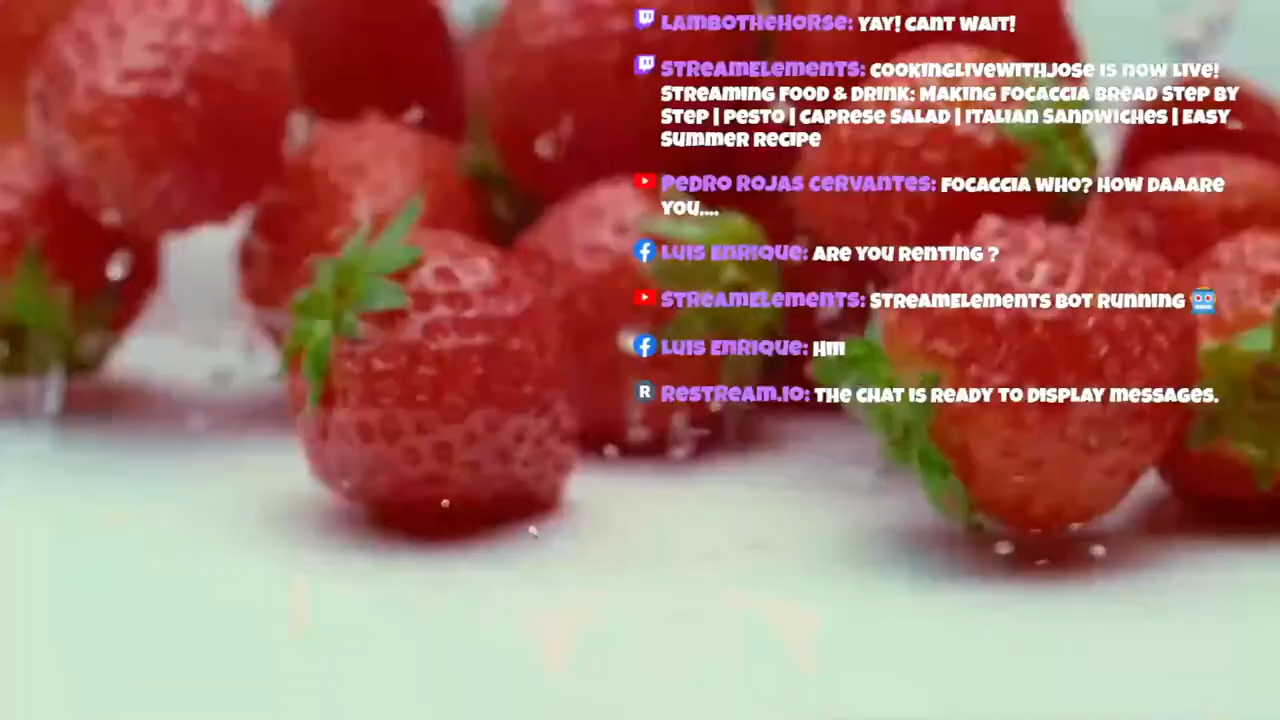 LamboTheHorse: YAY! CANT WAIT!
StreamElements: COOKINGLIVEWITHJOSE IS NOW LIVE!
STREAMING FOOD & DRINK: MAKING FOCACCIA BREAD STEP BY
STEP | PESTO | CAPRESE SALAD | ITALIAN SANDWICHES | EASY
SUMMER RECIPE
Pedro Rojas Cervantes: FOCACCIA WHO? HOW DAAARE
YOU....
Luis Enrique: ARE YOU RENTING ?
StreamElements: STREAMELEMENTS BOT RUNNING 🤖
Luis Enrique: HM
R Restream.io: THE CHAT IS READY TO DISPLAY MESSAGES.